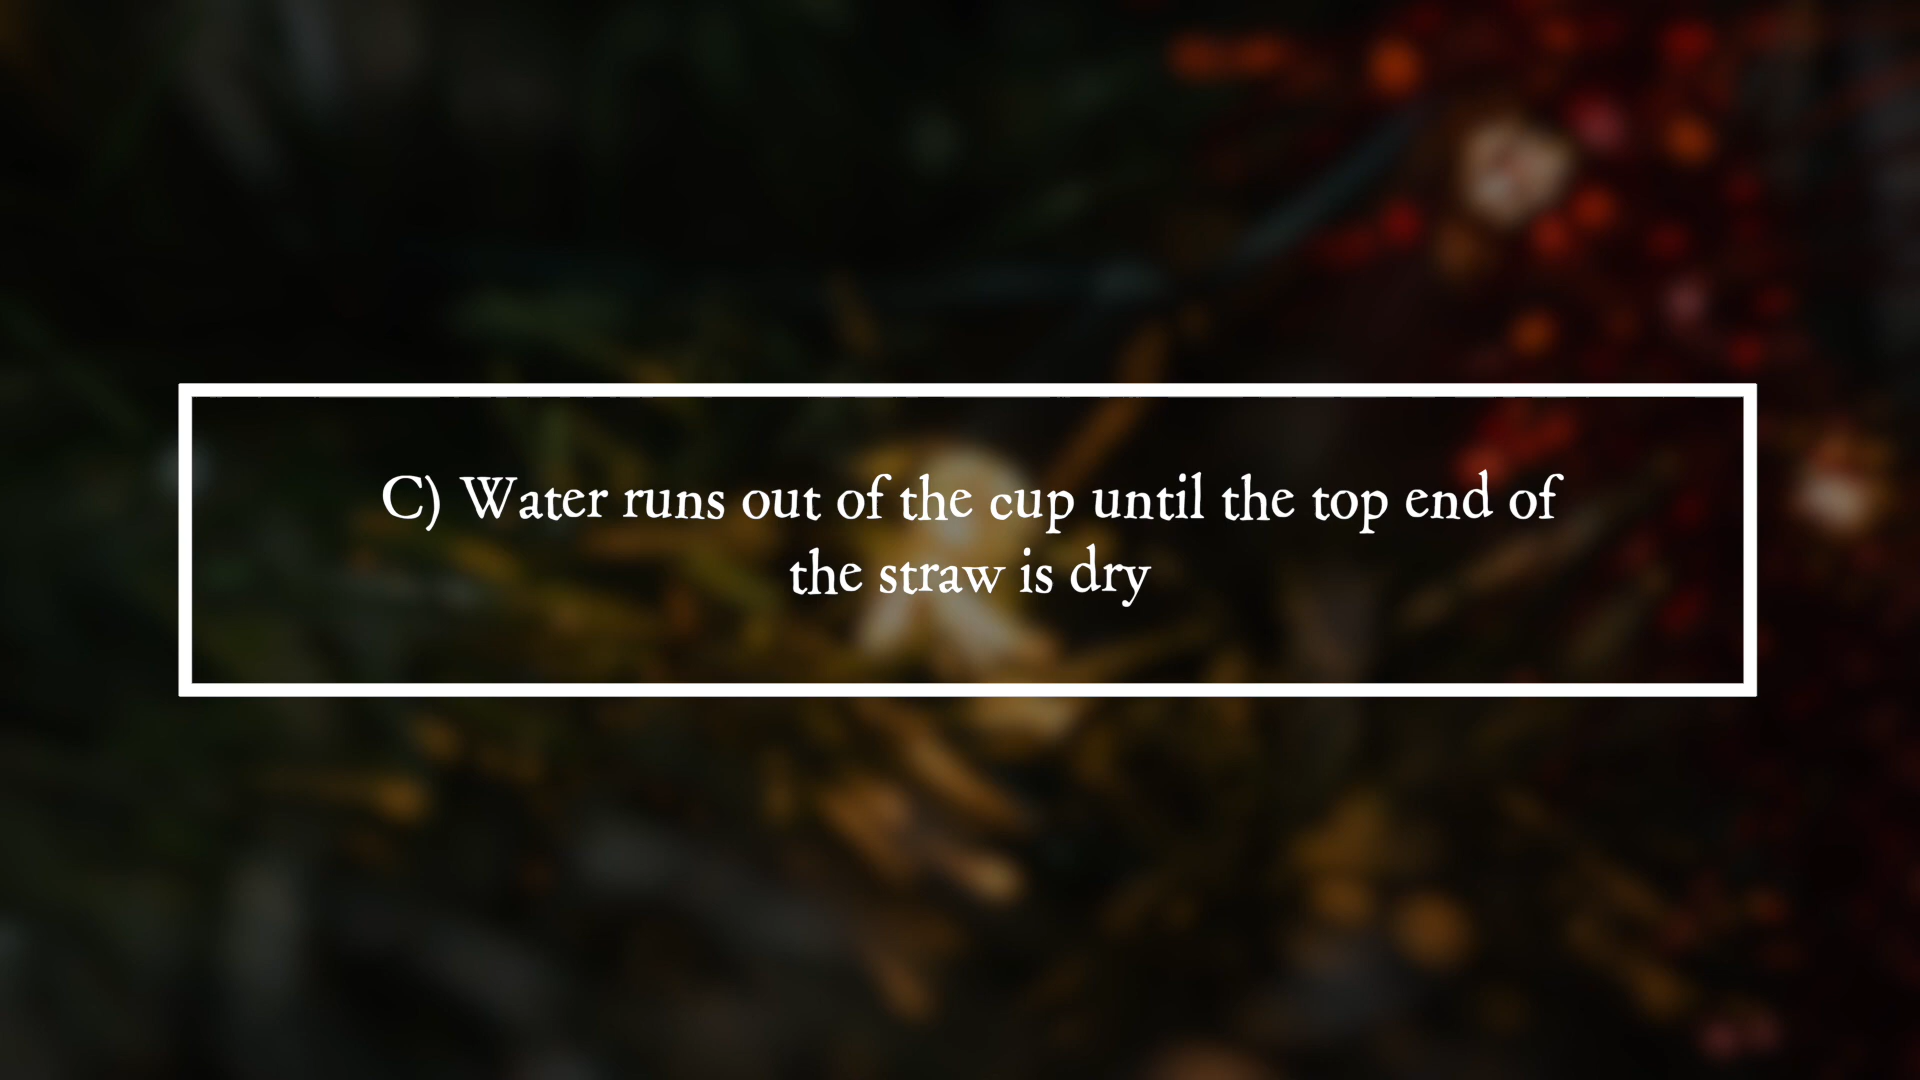 C) Water runs out of the cup until the top end of
the straw is dry